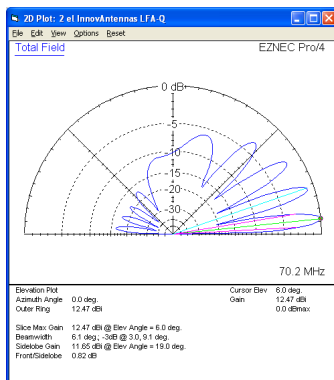 2D Plot: 2 el InnovAntennas LFA-Q
File Edit View Options Reset
Total Field EZNEC Pro/4
0 dB
-5
-10
-15
-20
-30
70.2 MHz
Elevation Plot Cursor Elev 6.0 deg.
Azimuth Angle 0.0 deg. Gain 12.47 dBi
Outer Ring 12.47 dBi 0.0 dBmax
Slice Max Gain 12.47 dBi @ Elev Angle = 6.0 deg.
Beamwidth 6.1 deg.; -3dB @ 3.0, 9.1 deg.
Sidelobe Gain 11.65 dBi @ Elev Angle = 19.0 deg.
Front/Sidelobe 0.82 dB